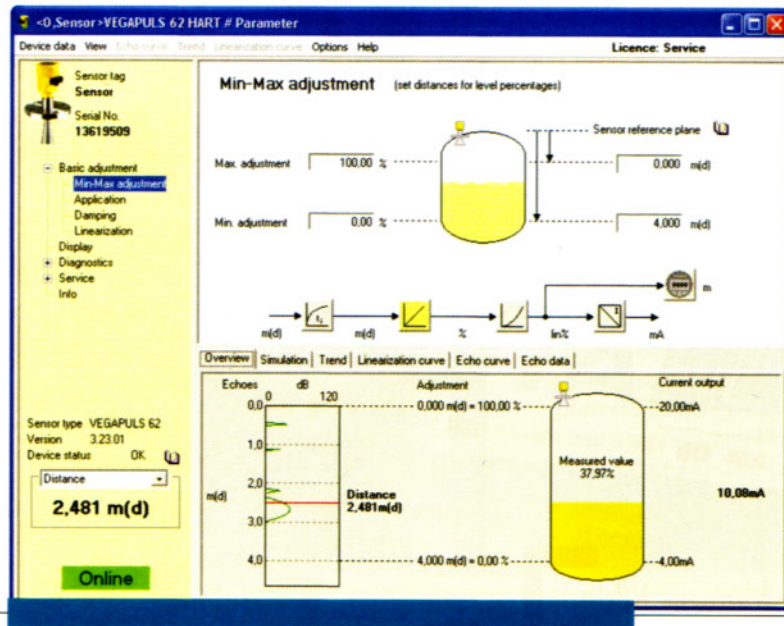 <0,Sensor>VEGAPULS 62 HART # Parameter
Device data View Echo curve Trend Linearization curve Options Help Licence: Service
Sensor tag
Sensor
Serial No.
13619509
Basic adjustment
Min-Max adjustment
Application
Damping
Linearization
Display
Diagnostics
Service
Info
Sensor type VEGAPULS 62
Version 3.23.01
Device status OK
Distance
2,481 m(d)
Online
Min-Max adjustment (set distances for level percentages)
Sensor reference plane
Max. adjustment 100,00 % 0,000 m(d)
Min. adjustment 0,00 % 4,000 m(d)
m
m(d) m(d) % lin% mA
Overview Simulation Trend Linearization curve Echo curve Echo data
Echoes dB Adjustment Current output
0 120
0,0 0,000 m(d) = 100,00 % 20,00mA
1,0
Measured value
37,97%
2,0
m(d) Distance 10,08mA
2,481m(d)
3,0
4,0 4,000 m(d) = 0,00 % 4,00mA